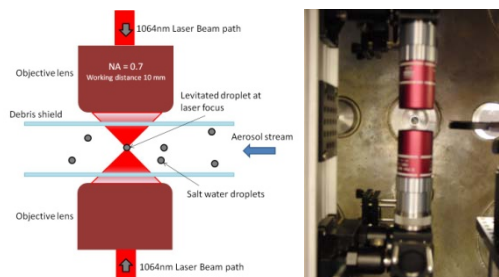 1064nm Laser Beam path
Objective lens
NA = 0.7
Working distance 10 mm
Levitated droplet at
laser focus
Debris shield
Aerosol stream
Salt water droplets
Objective lens
1064nm Laser Beam path